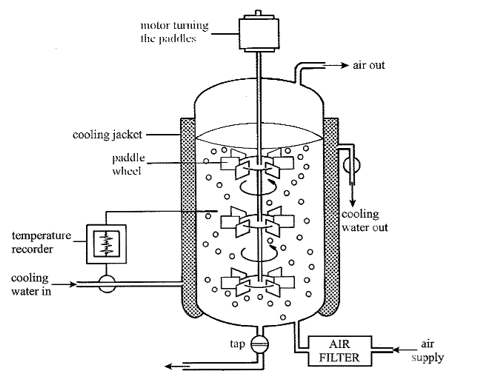 motor turning
the paddles
air out
cooling jacket
paddle
wheel
cooling
water out
temperature
recorder
cooling
water in
tap
AIR
FILTER
air
supply